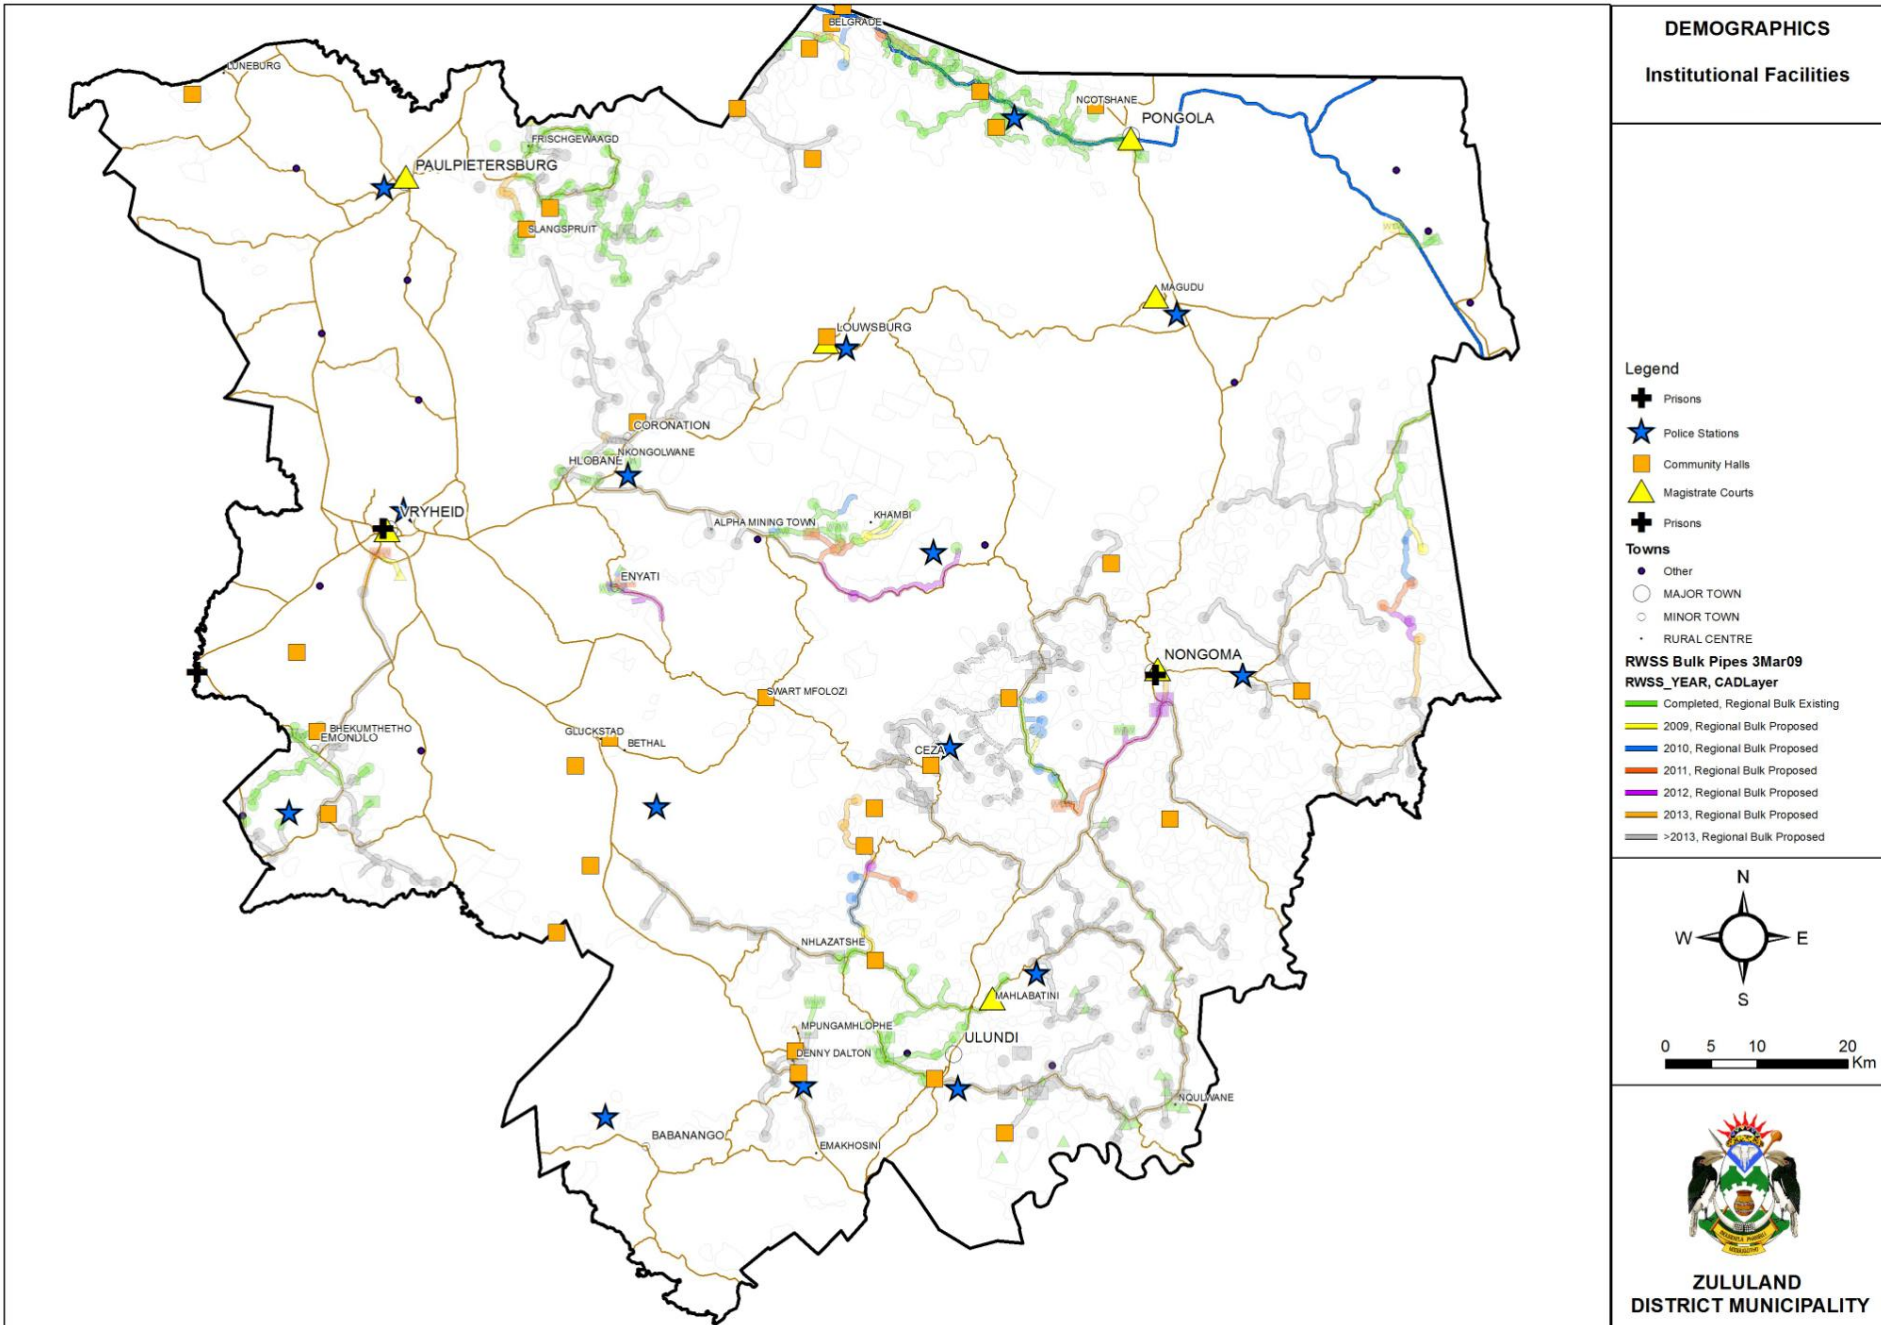 DEMOGRAPHICS
Institutional Facilities
BELGRADE
LUNEBURG
NCOTSHANE
PONGOLA
FRISCHGEWAAGD
PAULPIETERSBURG
SLANGSPRUIT
MAGUDU
LOUWSBURG
CORONATION
NKONGOLWANE
HLOBANE
VRYHEID
ALPHA MINING TOWN
KHAMBI
ENYATI
NONGOMA
SWART MFOLOZI
BHEKUMTHETHO
EMONDLO
GLUCKSTAD
BETHAL
CEZA
NHLAZATSHE
MAHLABATINI
MPUNGAMHLOPHE
ULUNDI
DENNY DALTON
NQULWANE
BABANANGO
EMAKHOSINI
Legend
Prisons
Police Stations
Community Halls
Magistrate Courts
Prisons
Towns
Other
MAJOR TOWN
MINOR TOWN
RURAL CENTRE
RWSS Bulk Pipes 3Mar09
RWSS_YEAR, CADLayer
Completed, Regional Bulk Existing
2009, Regional Bulk Proposed
2010, Regional Bulk Proposed
2011, Regional Bulk Proposed
2012, Regional Bulk Proposed
2013, Regional Bulk Proposed
>2013, Regional Bulk Proposed
N
W E
S
0 5 10 20
Km
ZULULAND
DISTRICT MUNICIPALITY